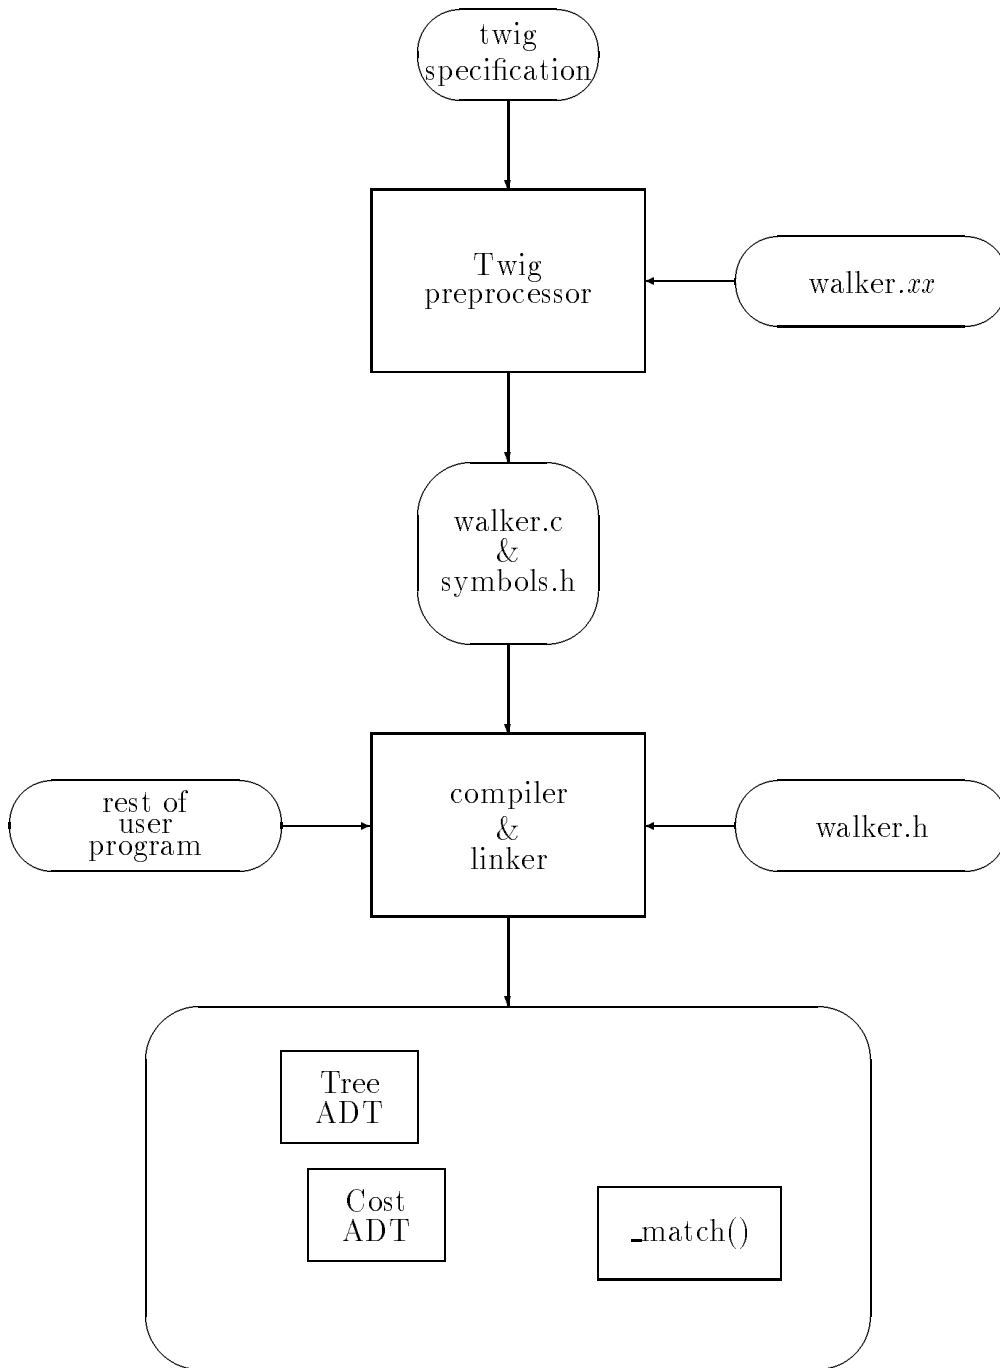 twig
specification
Twig
preprocessor
walker.xx
walker.c
&
symbols.h
rest of
user
program
compiler
&
linker
walker.h
Tree
ADT
Cost
ADT
_match()